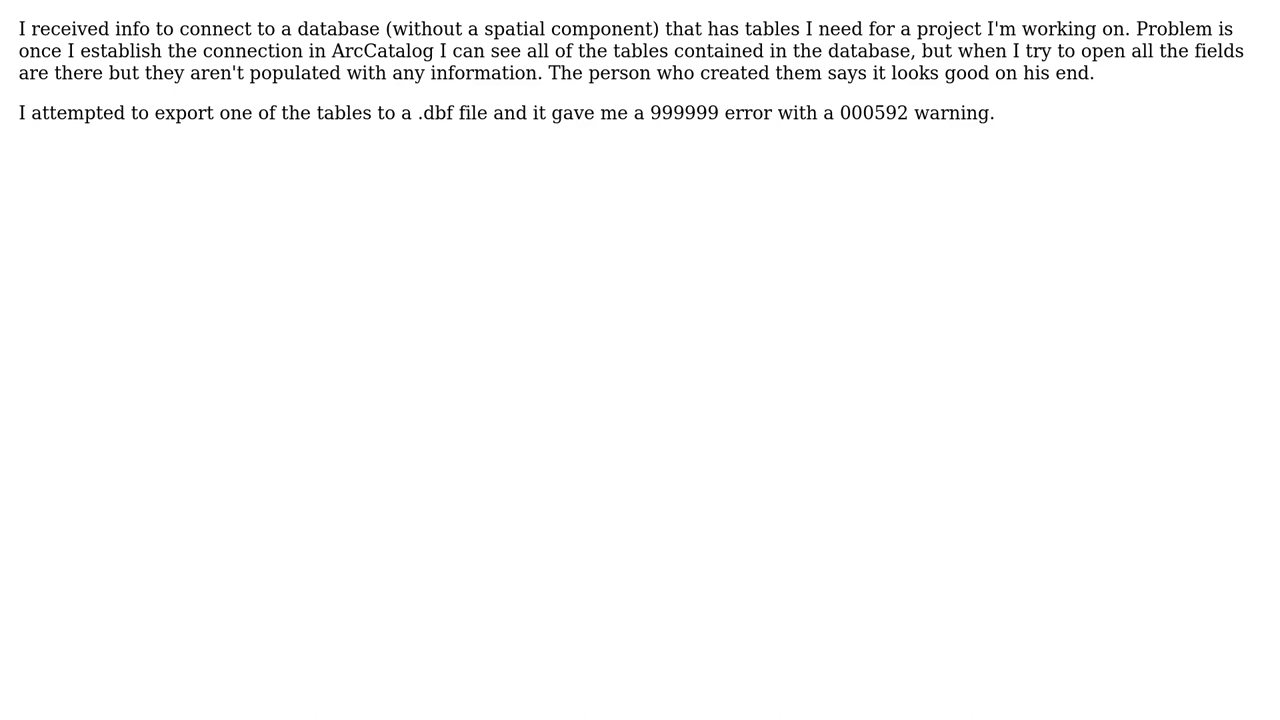 I received info to connect to a database (without a spatial component) that has tables I need for a project I'm working on. Problem is
once I establish the connection in ArcCatalog I can see all of the tables contained in the database, but when I try to open all the fields
are there but they aren't populated with any information. The person who created them says it looks good on his end.
I attempted to export one of the tables to a .dbf file and it gave me a 999999 error with a 000592 warning.